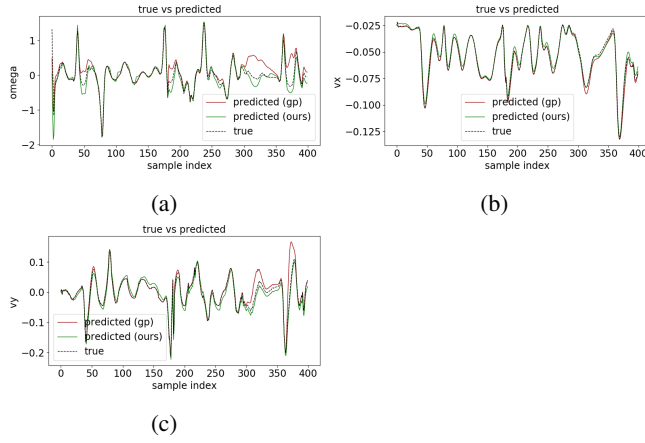 true vs predicted
omega
1
0
−1
−2
predicted (gp)
predicted (ours)
true
0 50 100 150 200 250 300 350 400
sample index
(a)
true vs predicted
vx
−0.025
−0.050
−0.075
−0.100
−0.125
predicted (gp)
predicted (ours)
true
0 50 100 150 200 250 300 350 400
sample index
(b)
true vs predicted
vy
0.1
0.0
−0.1
−0.2
predicted (gp)
predicted (ours)
true
0 50 100 150 200 250 300 350 400
sample index
(c)